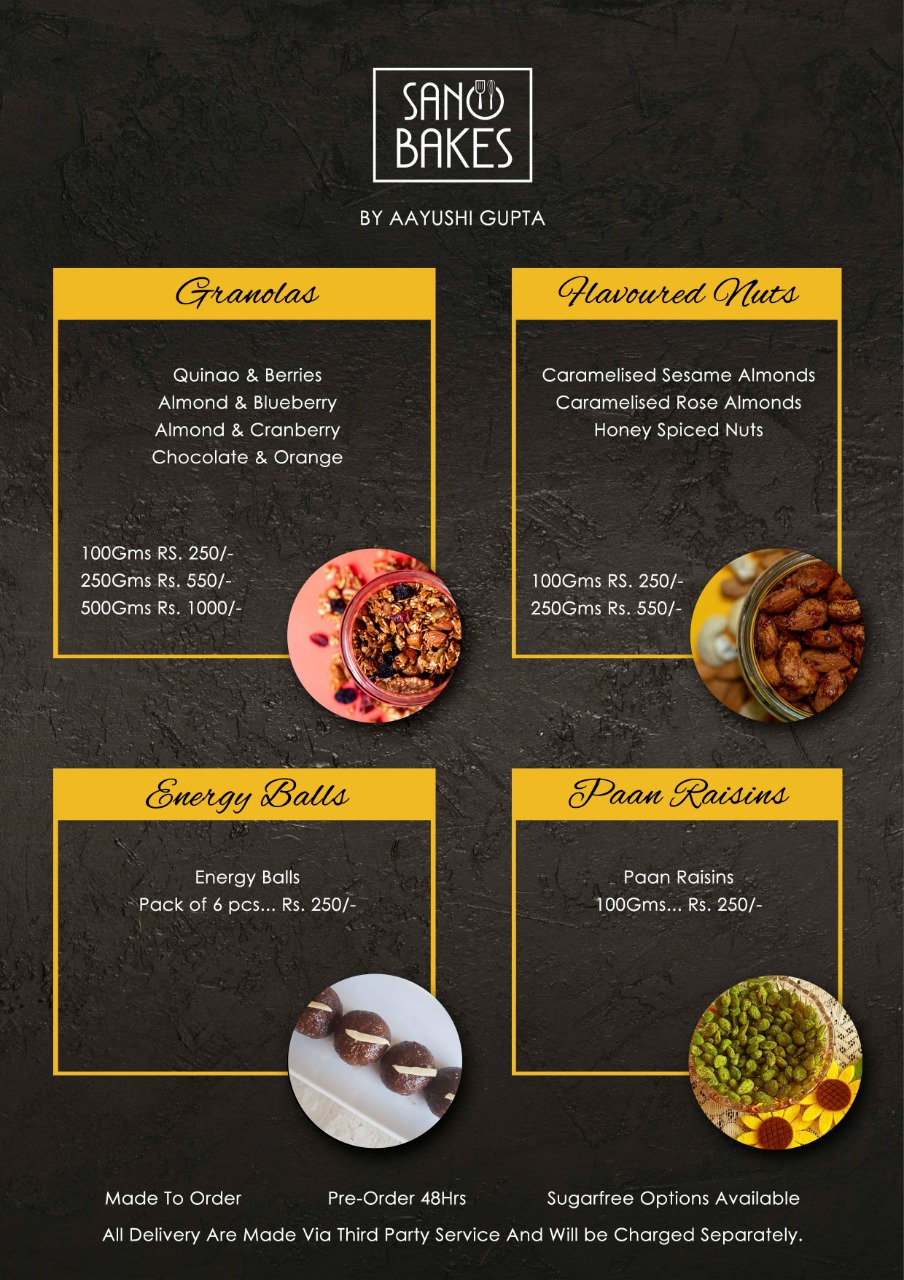 SANO
BAKES
BY AAYUSHI GUPTA
Granolas
Quinao & Berries
Almond & Blueberry
Almond & Cranberry
Chocolate & Orange
100Gms RS. 250/-
250Gms Rs. 550/-
500Gms Rs. 1000/-
Flavoured Nuts
Caramelised Sesame Almonds
Caramelised Rose Almonds
Honey Spiced Nuts
100Gms RS. 250/-
250Gms Rs. 550/-
Energy Balls
Energy Balls
Pack of 6 pcs... Rs. 250/-
Paan Raisins
Paan Raisins
100Gms... Rs. 250/-
Made To Order
Pre-Order 48Hrs
Sugarfree Options Available
All Delivery Are Made Via Third Party Service And Will be Charged Separately.